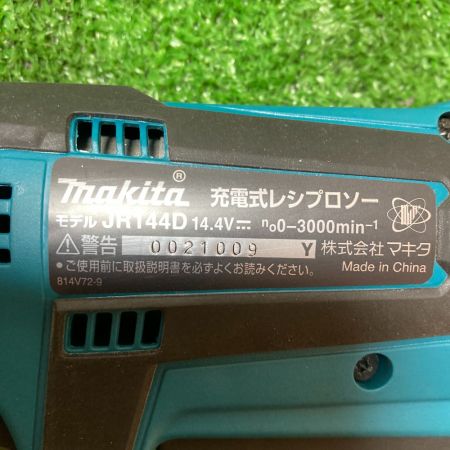 makita® 充電式レシプロソー
モデル JR144D 14.4V⎓ n₀0-3000min⁻¹
⚠警告 0021009 Y 株式会社 マキタ
• ご使用前に取扱説明書を必ずよくお読みください。 Made in China
814V72-9